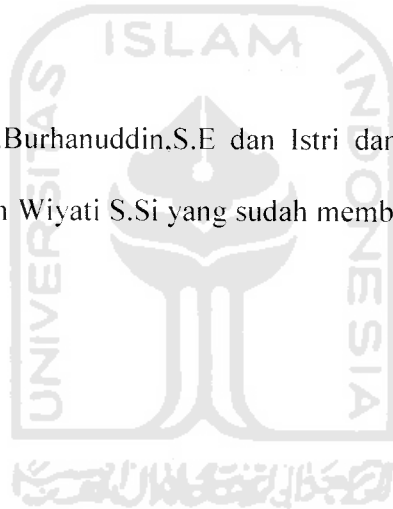 ISLAM
UNIVERSITAS
INDONESIA
.Burhanuddin,S.E dan Istri dan
Wiyati S.Si yang sudah memb